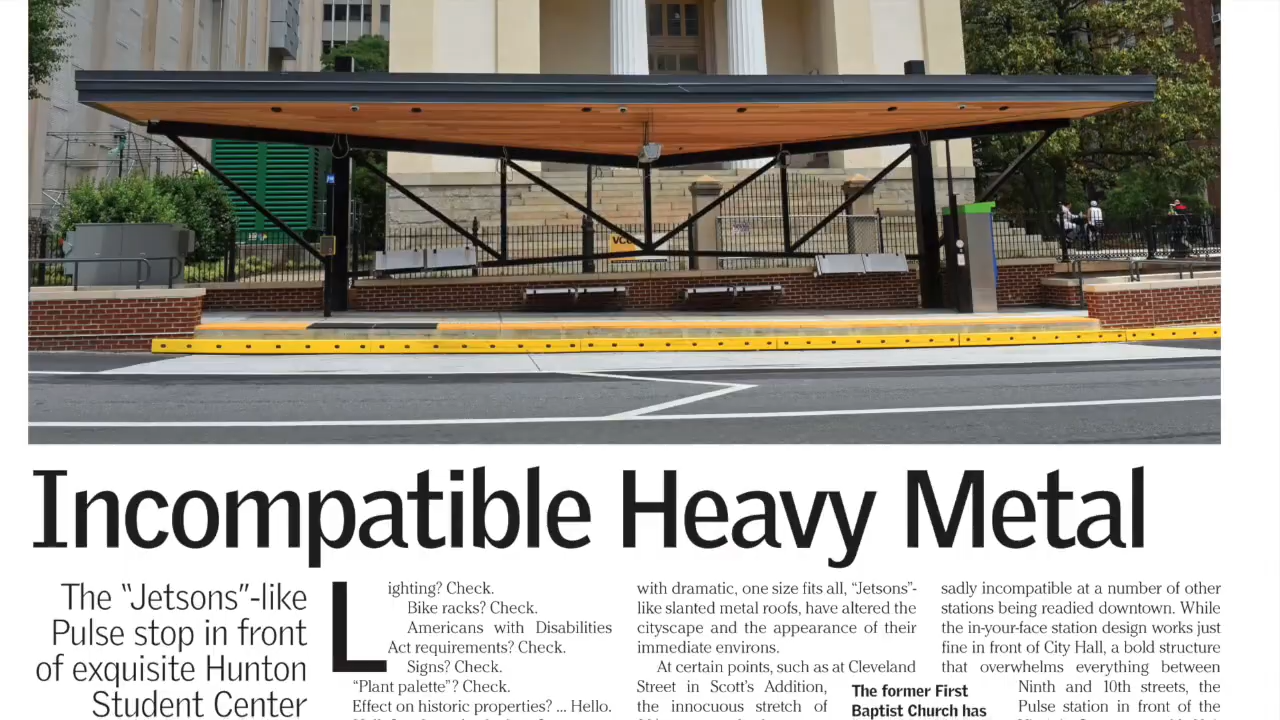 VCU
Incompatible Heavy Metal
The “Jetsons”-like
Pulse stop in front
of exquisite Hunton
Student Center
Lighting? Check.
Bike racks? Check.
Americans with Disabilities
Act requirements? Check.
Signs? Check.
“Plant palette”? Check.
Effect on historic properties? ... Hello.
with dramatic, one size fits all, “Jetsons”-
like slanted metal roofs, have altered the
cityscape and the appearance of their
immediate environs.
At certain points, such as at Cleveland
Street in Scott’s Addition,
the innocuous stretch of
The former First
Baptist Church has
sadly incompatible at a number of other
stations being readied downtown. While
the in-your-face station design works just
fine in front of City Hall, a bold structure
that overwhelms everything between
Ninth and 10th streets, the
Pulse station in front of the